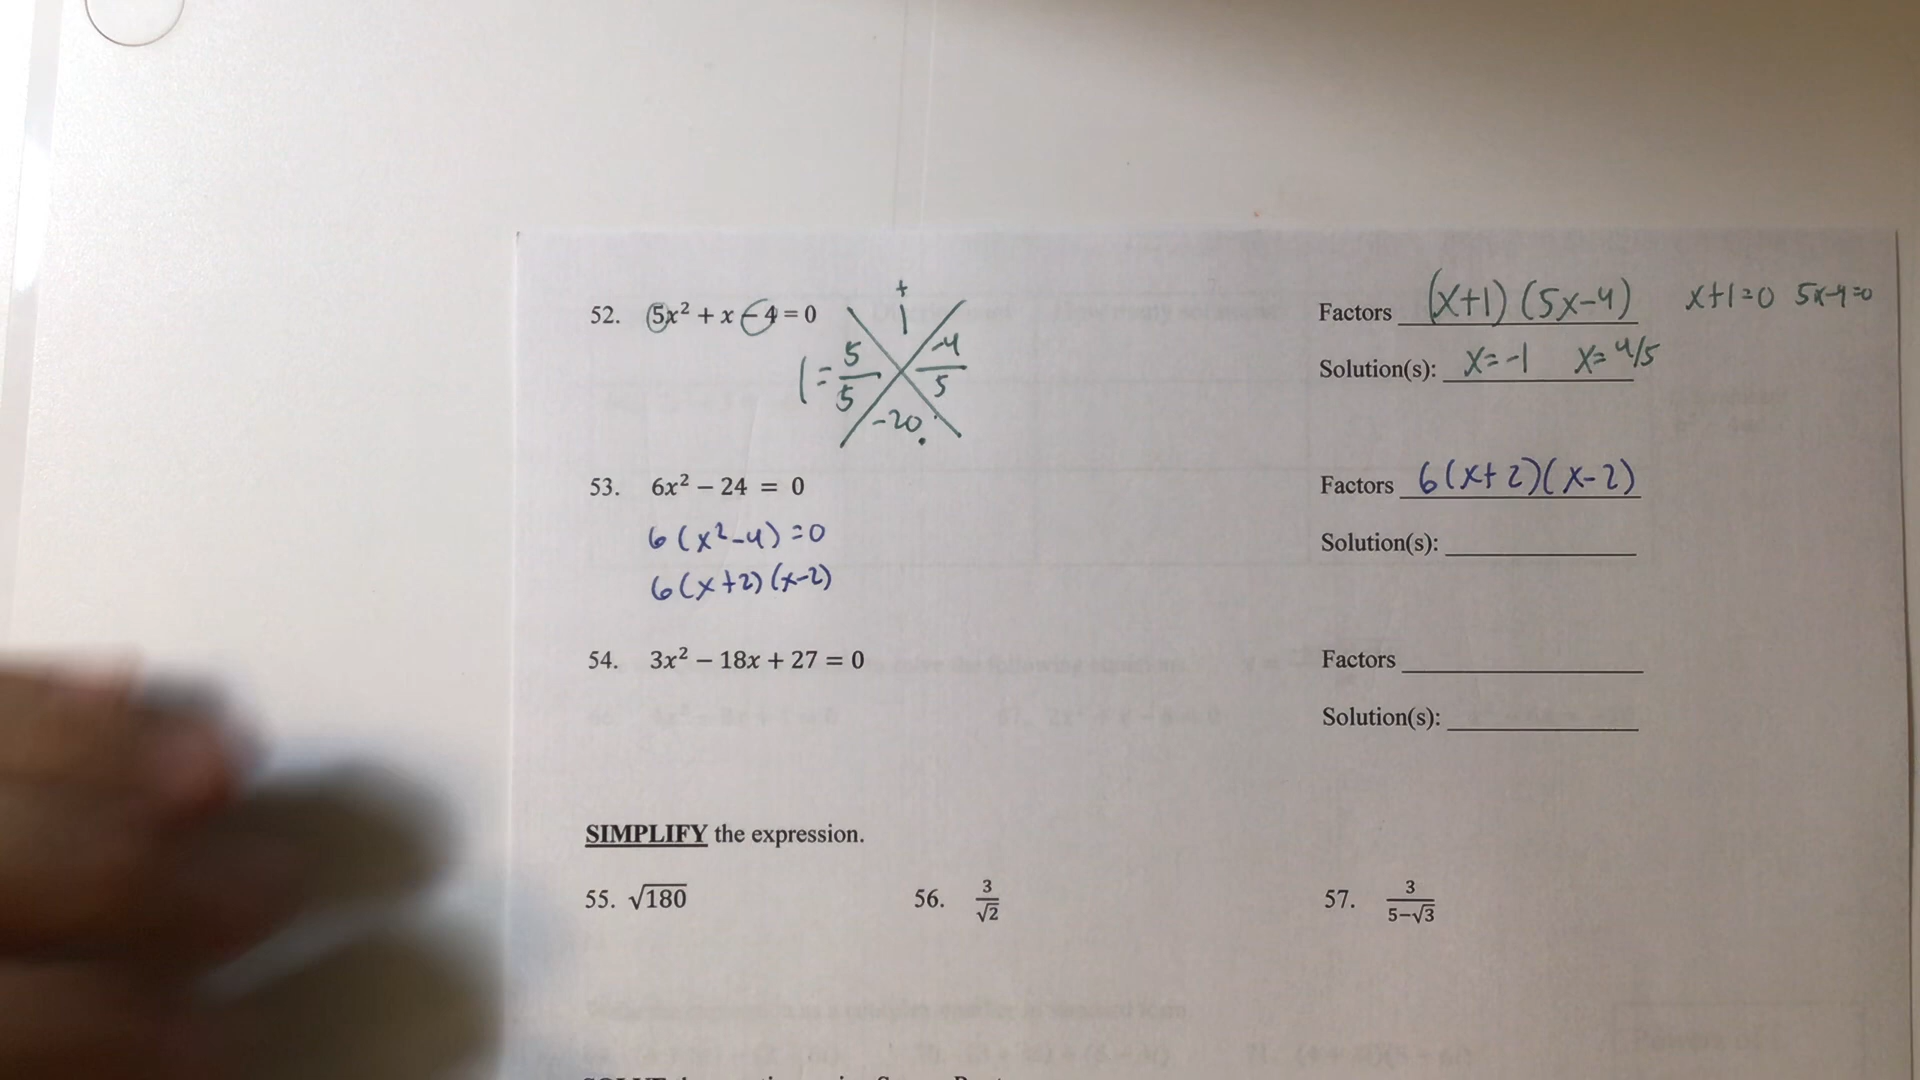 52. 5x² + x − 4 = 0
+
1
1 = 5/5
-4/5
-20
Factors (x+1) (5x-4)
x+1=0 5x-4=0
Solution(s): x=-1 x=4/5
53. 6x² − 24 = 0
6(x²-4)=0
6(x+2)(x-2)
Factors 6(x+2)(x-2)
Solution(s):
54. 3x² − 18x + 27 = 0
Factors
Solution(s):
SIMPLIFY the expression.
55. √180
56. 3/√2
57. 3/(5−√3)